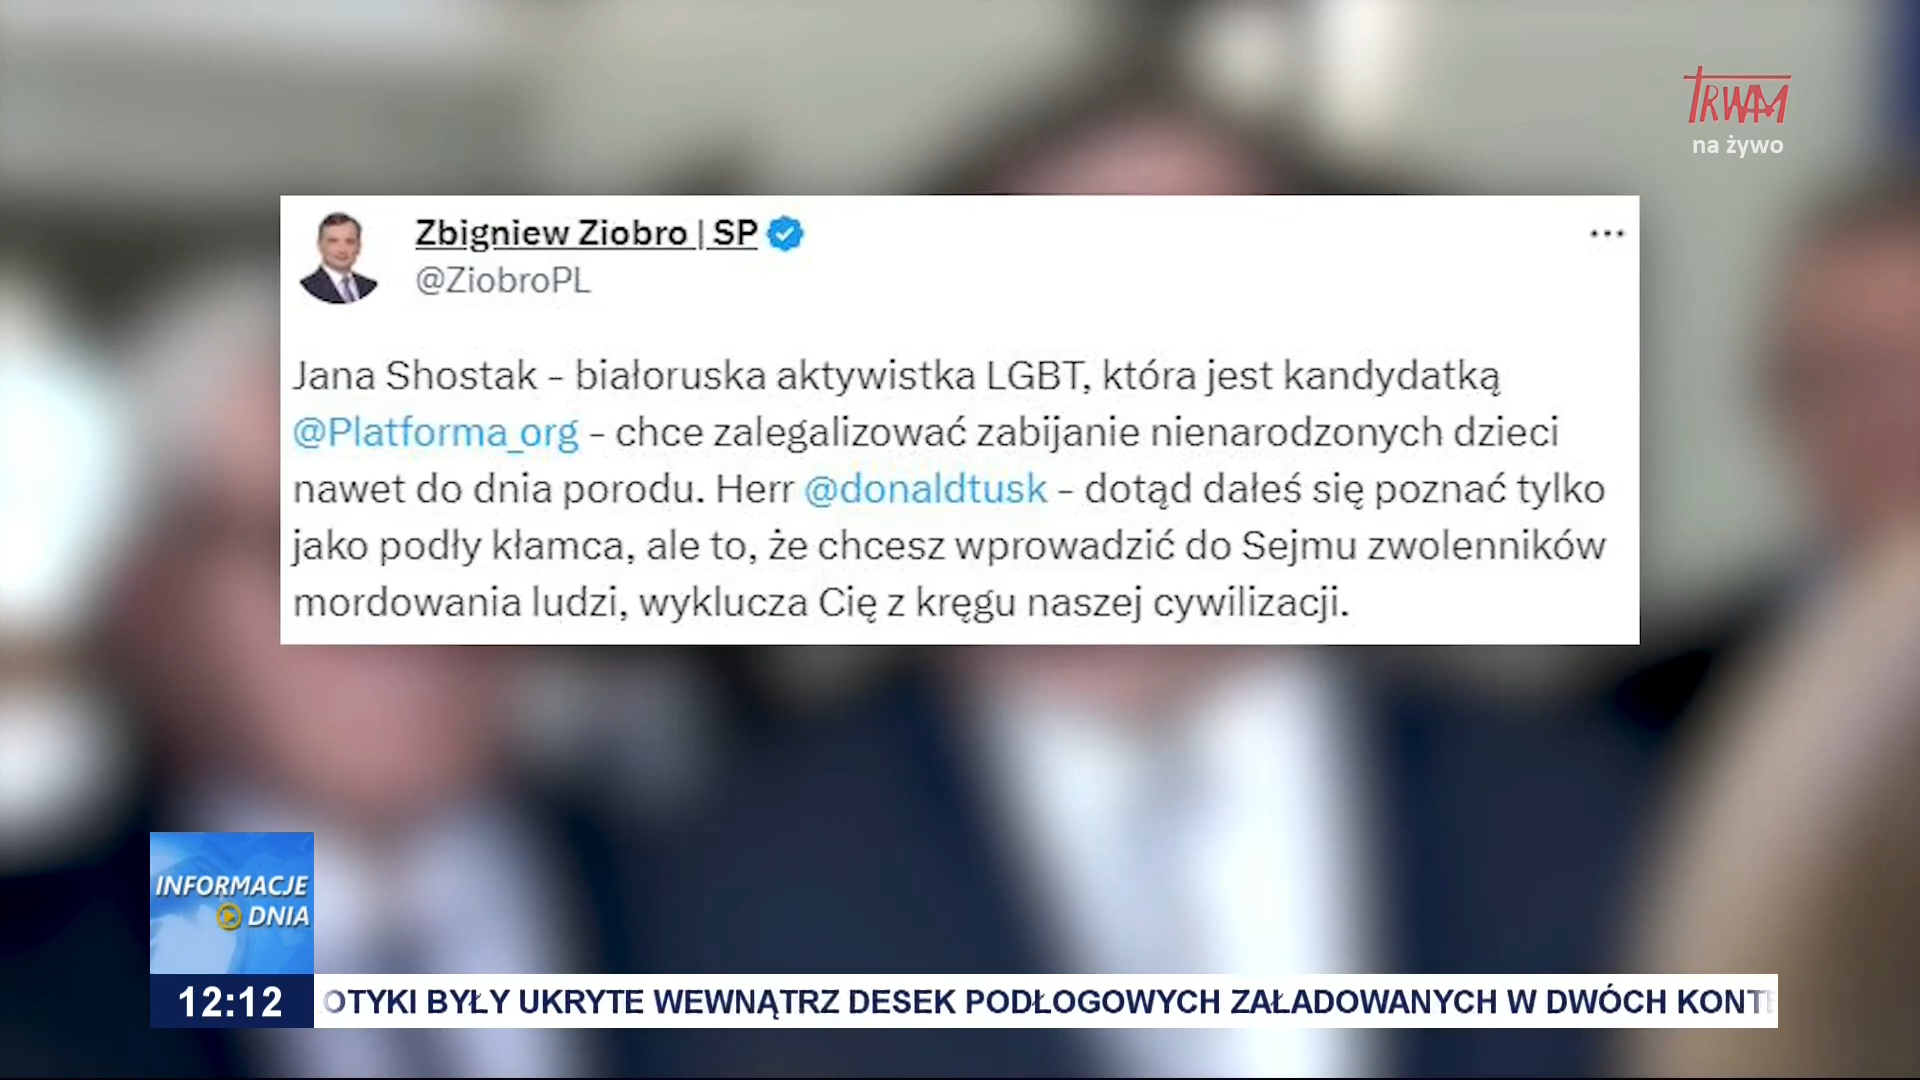 TRWAM
na żywo
Zbigniew Ziobro | SP
@ZiobroPL
Jana Shostak – białoruska aktywistka LGBT, która jest kandydatką
@Platforma_org – chce zalegalizować zabijanie nienarodzonych dzieci
nawet do dnia porodu. Herr @donaldtusk – dotąd dałeś się poznać tylko
jako podły kłamca, ale to, że chcesz wprowadzić do Sejmu zwolenników
mordowania ludzi, wyklucza Cię z kręgu naszej cywilizacji.
INFORMACJE
DNIA
12:12 OTYKI BYŁY UKRYTE WEWNĄTRZ DESEK PODŁOGOWYCH ZAŁADOWANYCH W DWÓCH KONTE